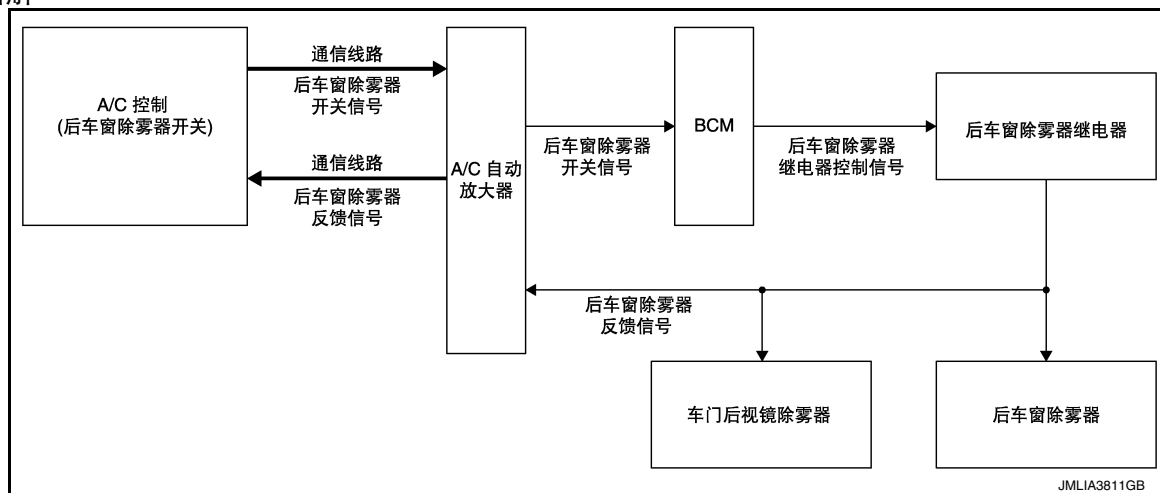 A/C 控制
(后车窗除雾器开关)
通信线路
后车窗除雾器
开关信号
通信线路
后车窗除雾器
反馈信号
A/C 自动
放大器
后车窗除雾器
开关信号
BCM
后车窗除雾器
继电器控制信号
后车窗除雾器继电器
后车窗除雾器
反馈信号
车门后视镜除雾器
后车窗除雾器
JMLIA3811GB